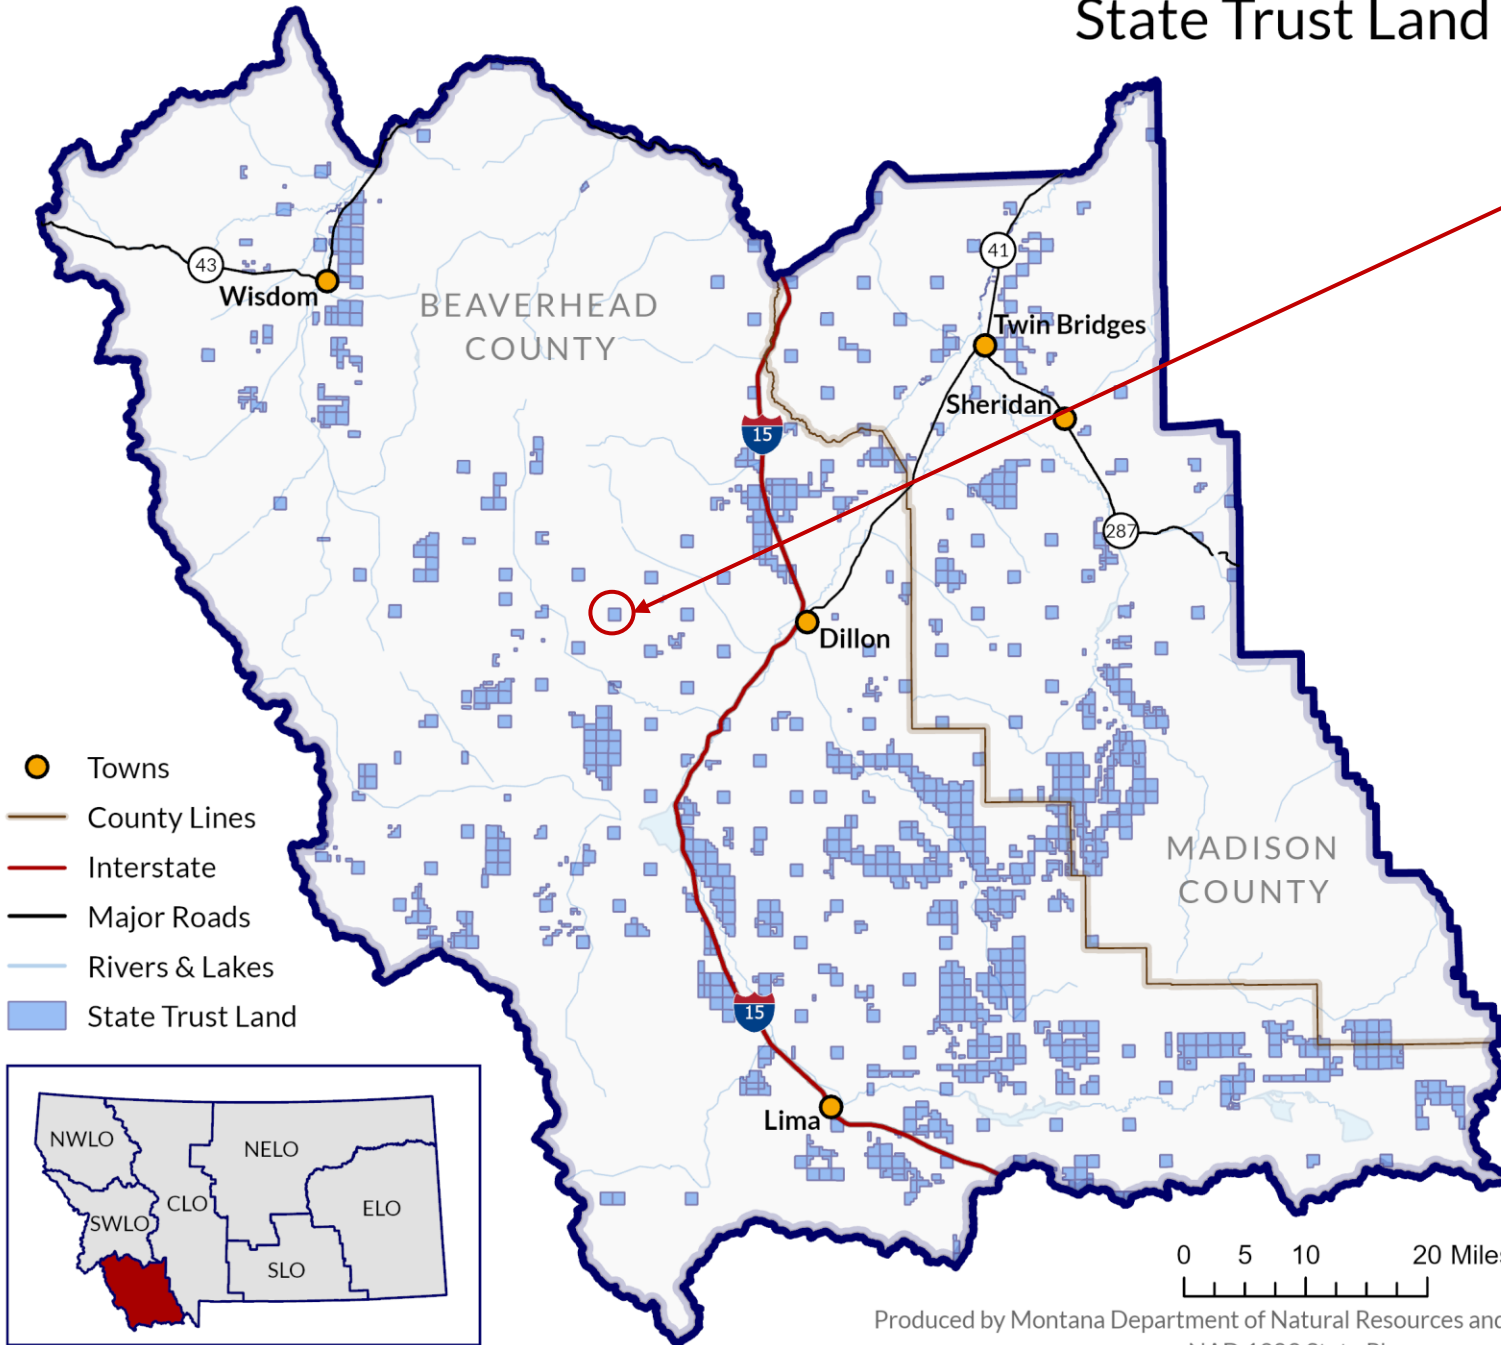 State Trust Land
43
Wisdom
BEAVERHEAD
COUNTY
41
Twin Bridges
Sheridan
15
287
Dillon
Towns
County Lines
Interstate
Major Roads
Rivers & Lakes
State Trust Land
MADISON
COUNTY
15
Lima
NWLO
NELO
CLO
SWLO
ELO
SLO
0 5 10 20 Miles
Produced by Montana Department of Natural Resources and